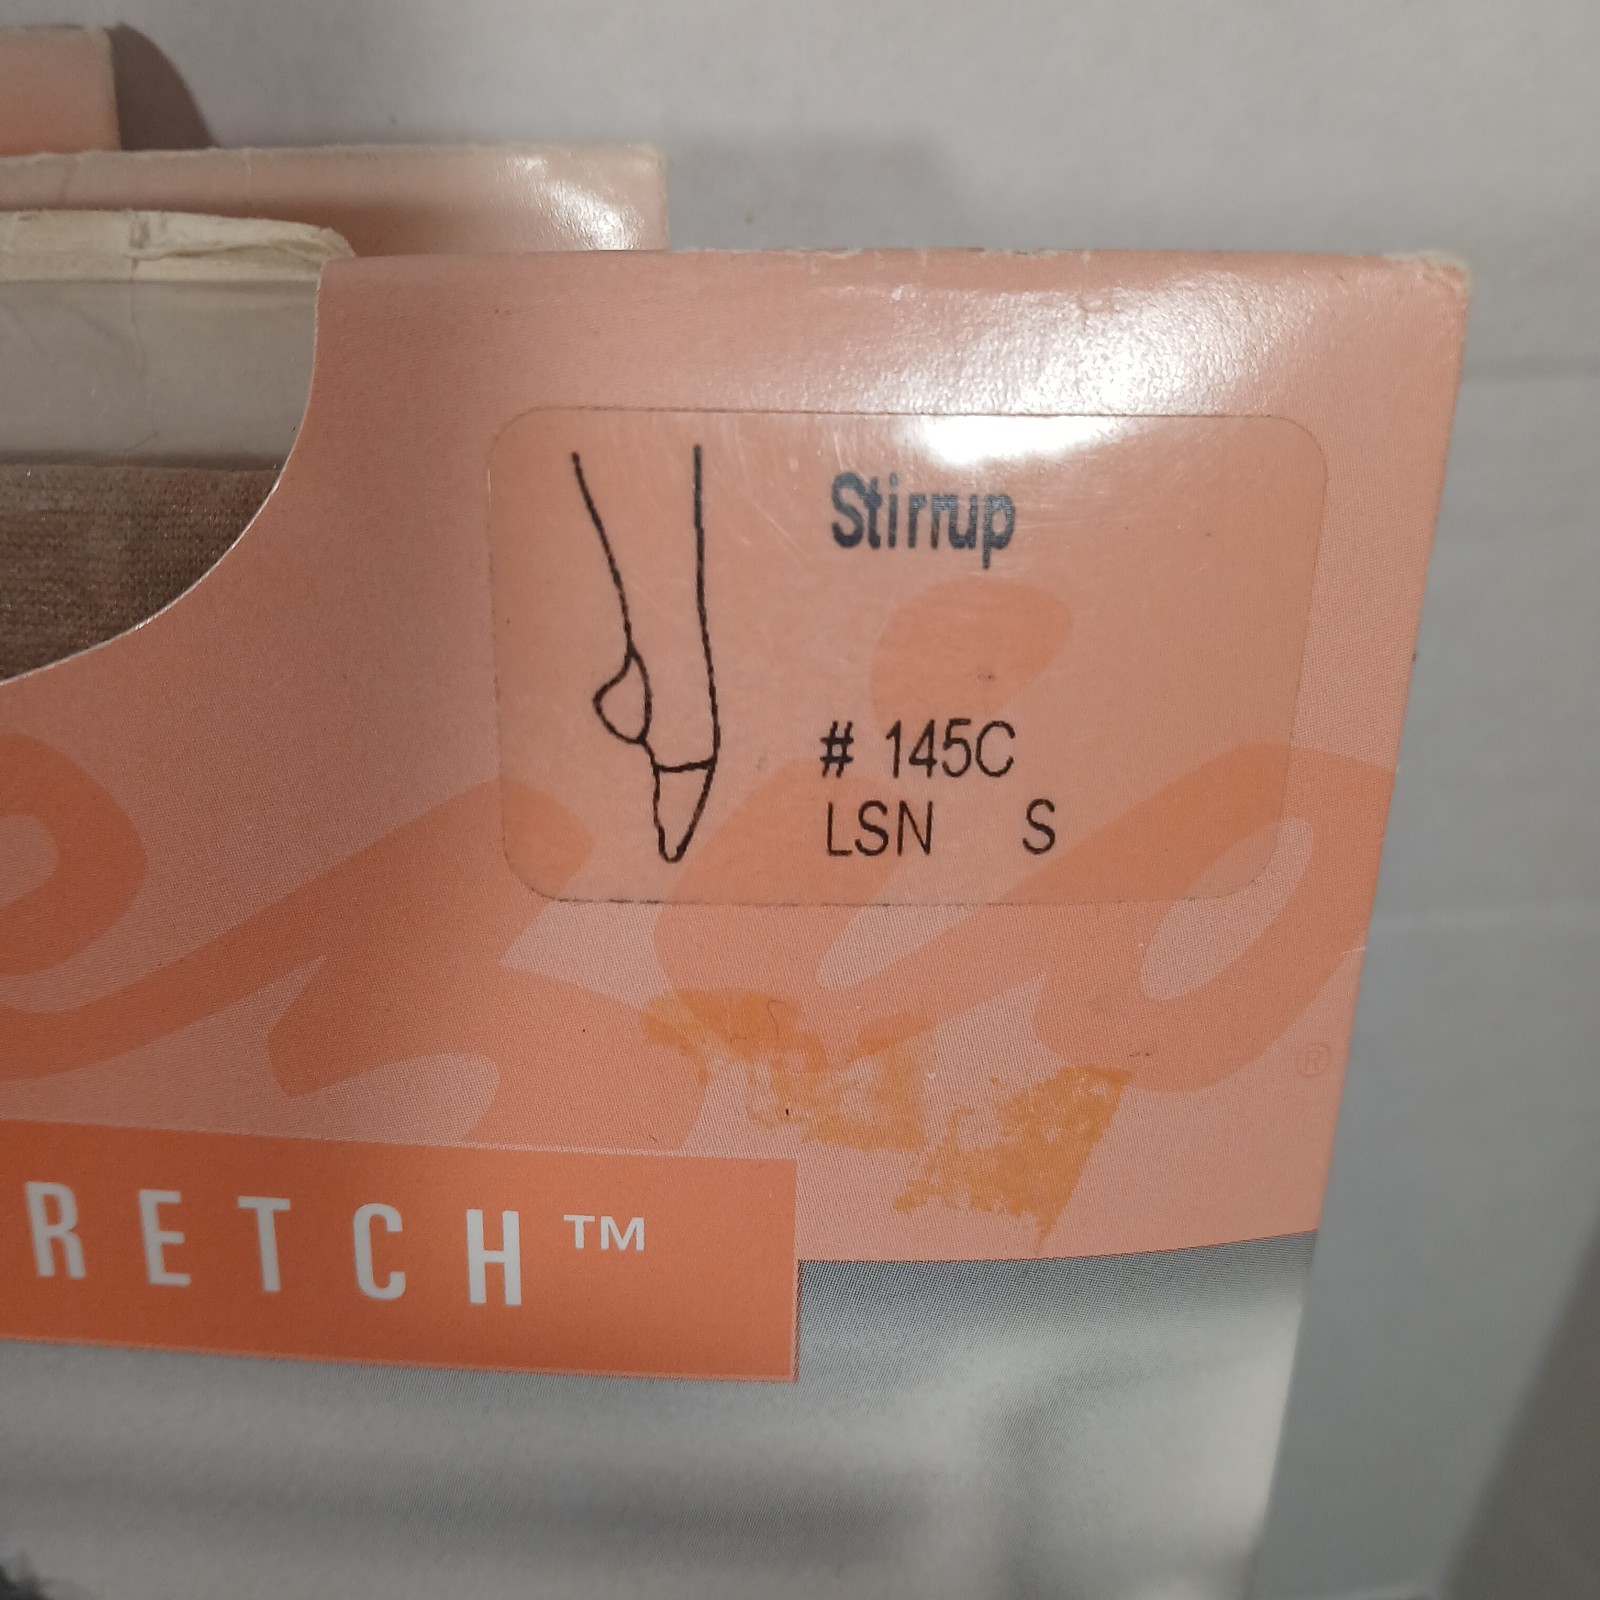 Stirrup
# 145C
LSN S
®
RETCH™